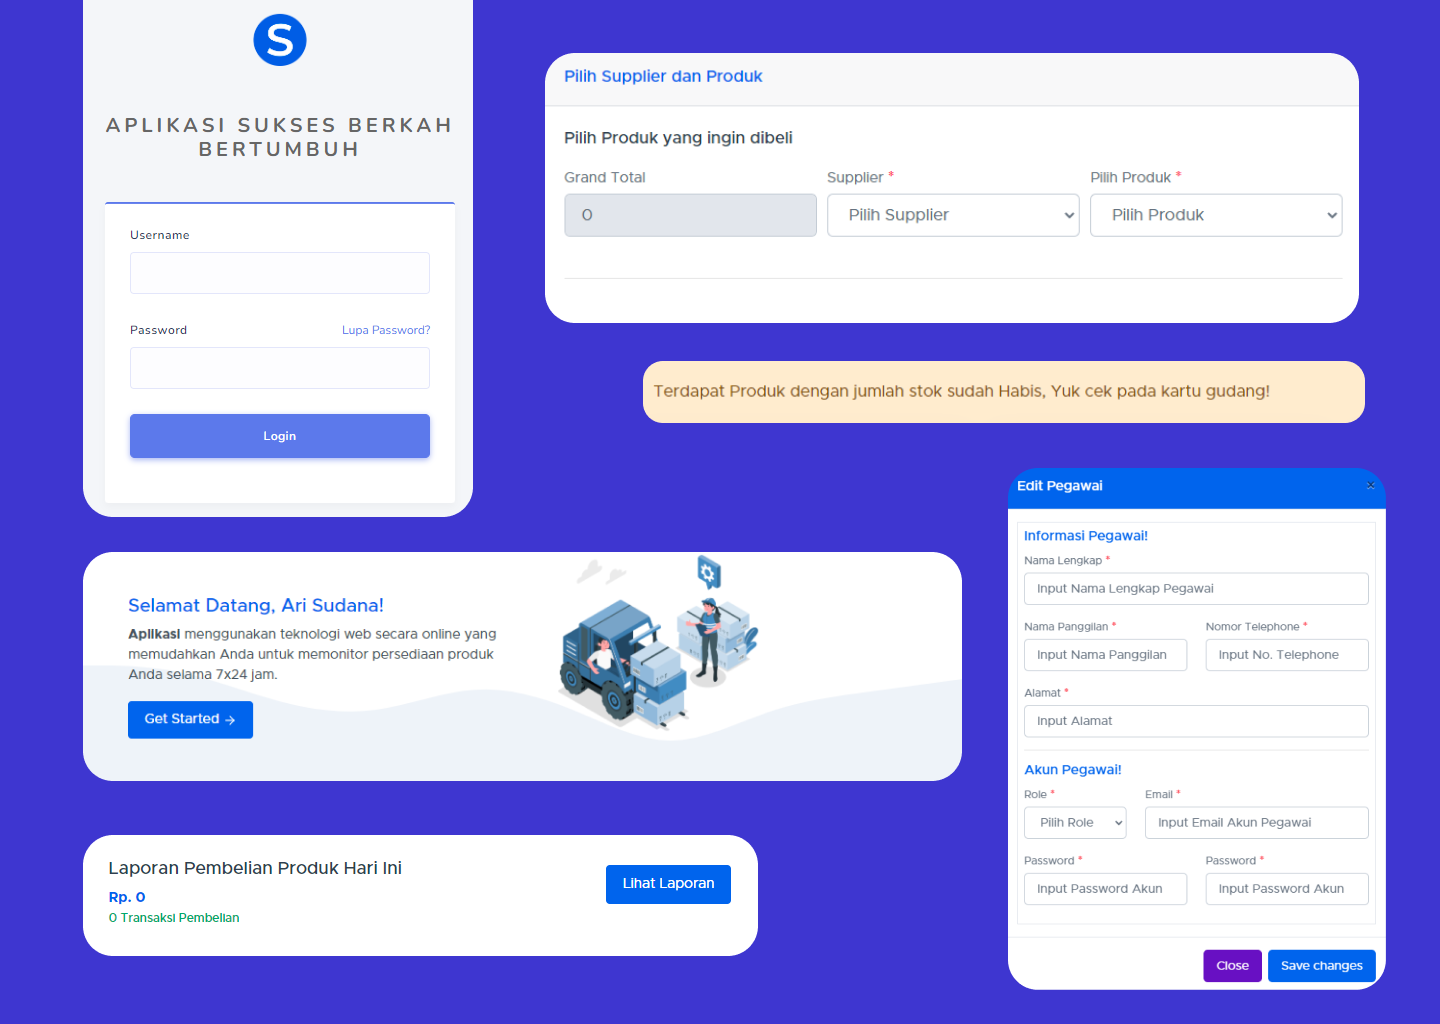 S
APLIKASI SUKSES BERKAH
BERTUMBUH
Username
Password
Lupa Password?
Login
Pilih Supplier dan Produk
Pilih Produk yang ingin dibeli
Grand Total
Supplier *
Pilih Produk *
0
Pilih Supplier
Pilih Produk
Terdapat Produk dengan jumlah stok sudah Habis, Yuk cek pada kartu gudang!
Selamat Datang, Ari Sudana!
Aplikasi menggunakan teknologi web secara online yang
memudahkan Anda untuk memonitor persediaan produk
Anda selama 7x24 jam.
Get Started →
Laporan Pembelian Produk Hari Ini
Rp. 0
0 Transaksi Pembelian
Lihat Laporan
Edit Pegawai
×
Informasi Pegawai!
Nama Lengkap *
Input Nama Lengkap Pegawai
Nama Panggilan *
Nomor Telephone *
Input Nama Panggilan
Input No. Telephone
Alamat *
Input Alamat
Akun Pegawai!
Role *
Email *
Pilih Role
Input Email Akun Pegawai
Password *
Password *
Input Password Akun
Input Password Akun
Close
Save changes